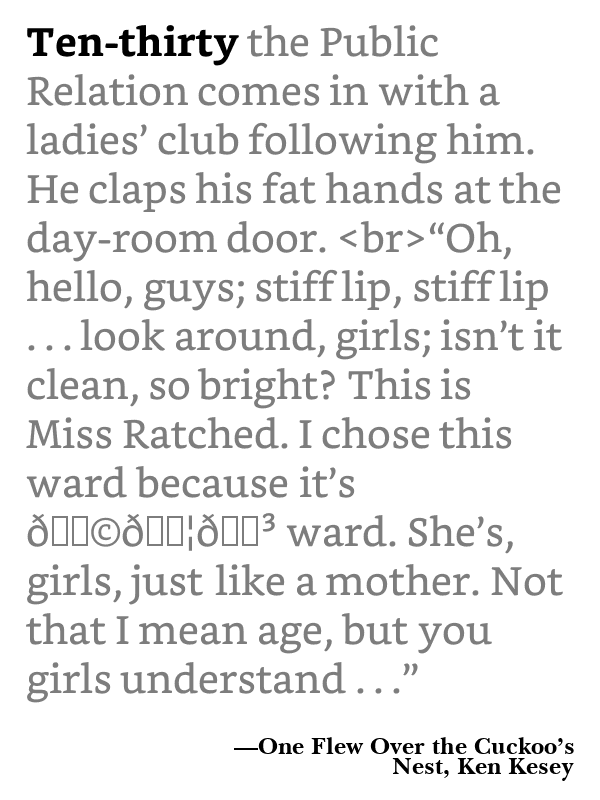 Ten-thirty the Public
Relation comes in with a
ladies’ club following him.
He claps his fat hands at the
day-room door. <br>“Oh,
hello, guys; stiff lip, stiff lip
. . . look around, girls; isn’t it
clean, so bright? This is
Miss Ratched. I chose this
ward because it’s
ð□□©ð□□¦ð□□³ ward. She’s,
girls, just like a mother. Not
that I mean age, but you
girls understand . . .”
—One Flew Over the Cuckoo’s
Nest, Ken Kesey